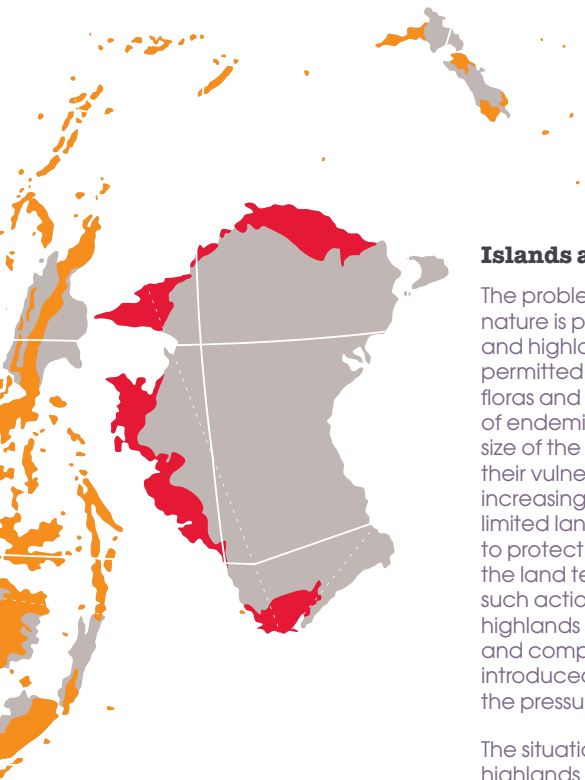 Islands a
The proble
nature is p
and highla
permitted
floras and
of endemi
size of the
their vulne
increasing
limited lan
to protect
the land te
such actio
highlands
and comp
introduced
the pressu
The situatio
highlands